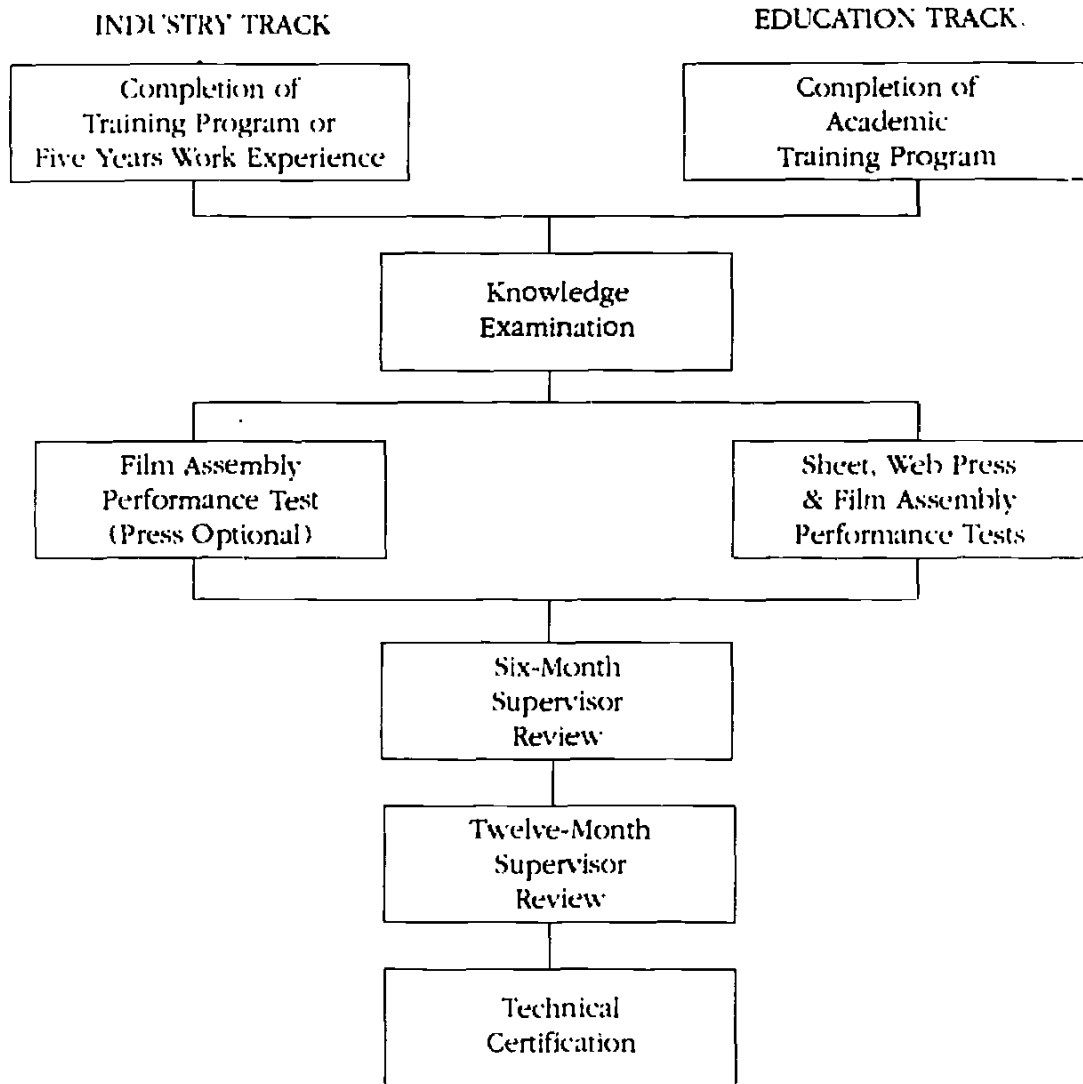 INDUSTRY TRACK
EDUCATION TRACK
Completion of
Training Program or
Five Years Work Experience
Completion of
Academic
Training Program
Knowledge
Examination
Film Assembly
Performance Test
(Press Optional)
Sheet, Web Press
& Film Assembly
Performance Tests
Six-Month
Supervisor
Review
Twelve-Month
Supervisor
Review
Technical
Certification